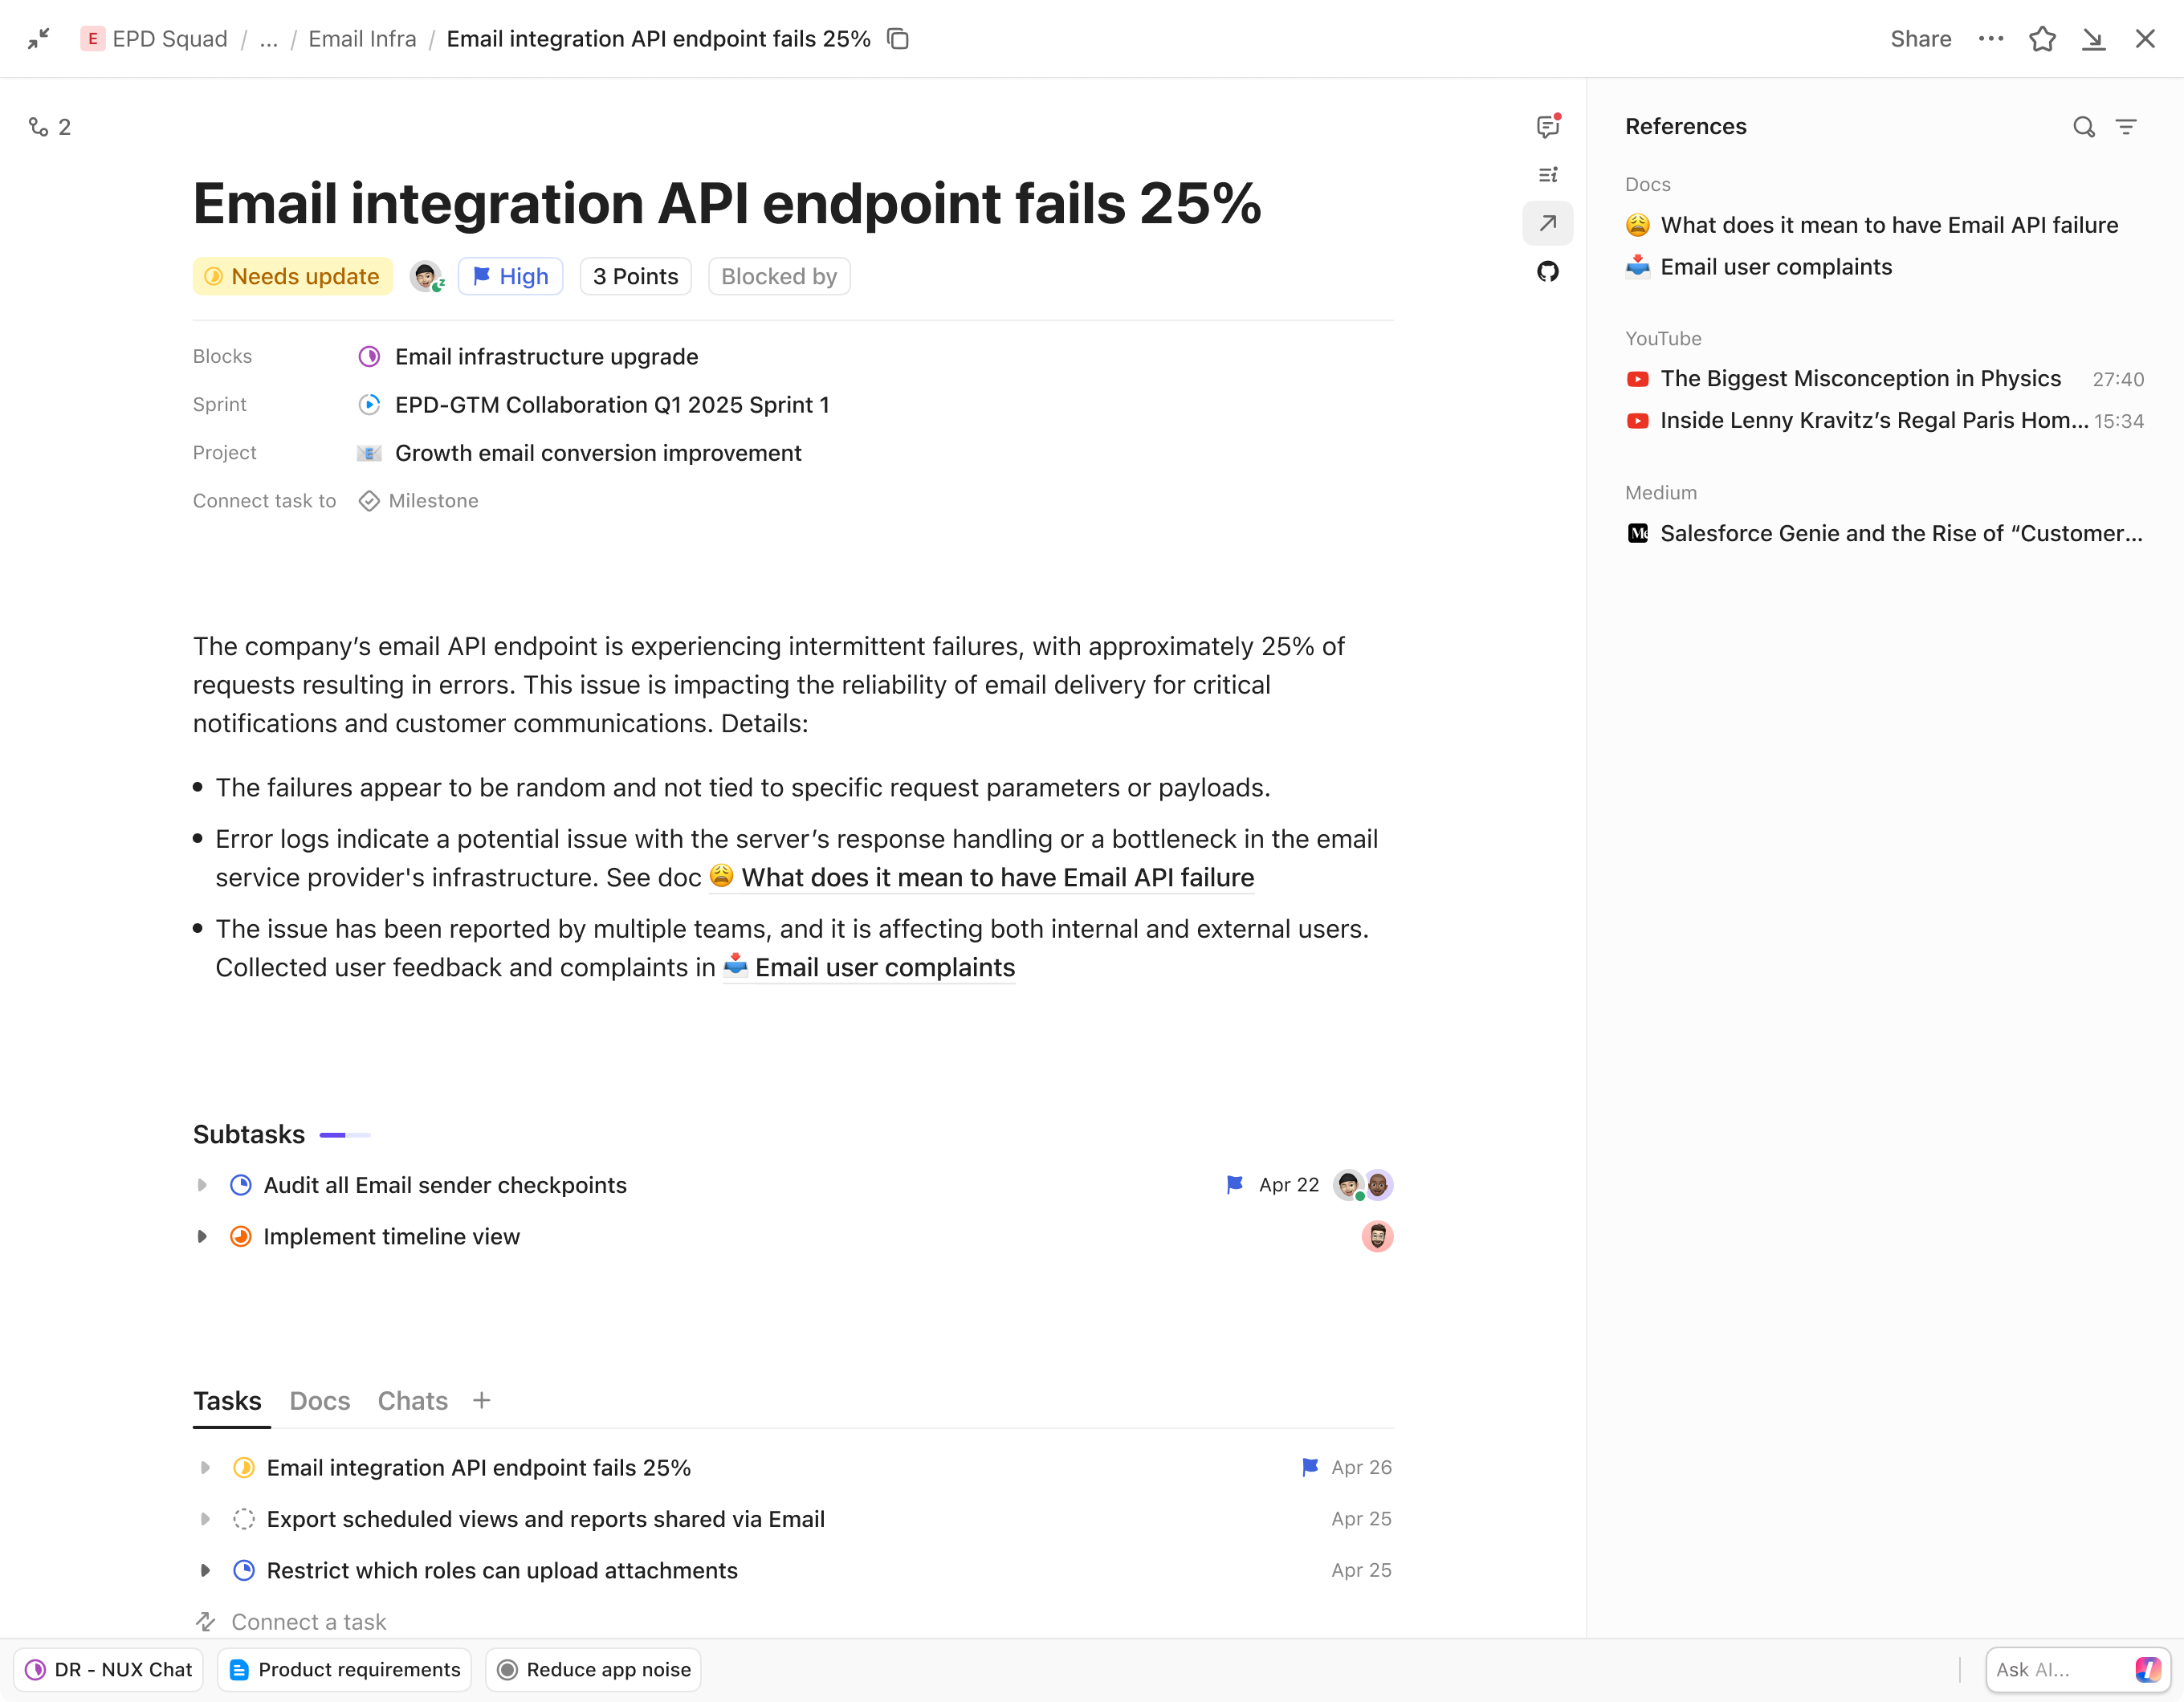 E EPD Squad / ... / Email Infra / Email integration API endpoint fails 25%
Share
2
Email integration API endpoint fails 25%
Needs update
z
High
3 Points
Blocked by
Blocks Email infrastructure upgrade
Sprint EPD-GTM Collaboration Q1 2025 Sprint 1
Project Growth email conversion improvement
Connect task to Milestone
The company’s email API endpoint is experiencing intermittent failures, with approximately 25% of
requests resulting in errors. This issue is impacting the reliability of email delivery for critical
notifications and customer communications. Details:
• The failures appear to be random and not tied to specific request parameters or payloads.
• Error logs indicate a potential issue with the server’s response handling or a bottleneck in the email
service provider's infrastructure. See doc 😩 What does it mean to have Email API failure
• The issue has been reported by multiple teams, and it is affecting both internal and external users.
Collected user feedback and complaints in 📥 Email user complaints
Subtasks
Audit all Email sender checkpoints Apr 22
Implement timeline view
Tasks Docs Chats +
Email integration API endpoint fails 25% Apr 26
Export scheduled views and reports shared via Email Apr 25
Restrict which roles can upload attachments Apr 25
Connect a task
References
Docs
😩 What does it mean to have Email API failure
📥 Email user complaints
YouTube
The Biggest Misconception in Physics 27:40
Inside Lenny Kravitz’s Regal Paris Hom... 15:34
Medium
Salesforce Genie and the Rise of “Customer...
DR - NUX Chat
Product requirements
Reduce app noise
Ask AI...